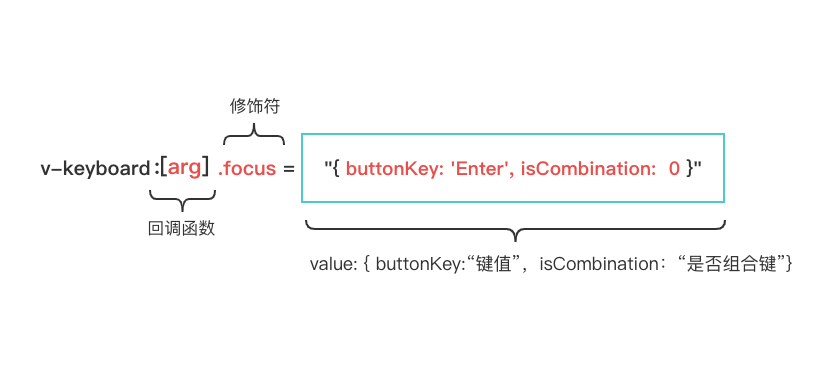 修饰符
v-keyboard:[arg] .focus = "{ buttonKey: 'Enter', isCombination: 0 }"
回调函数
value: { buttonKey:“键值”，isCombination：“是否组合键”}